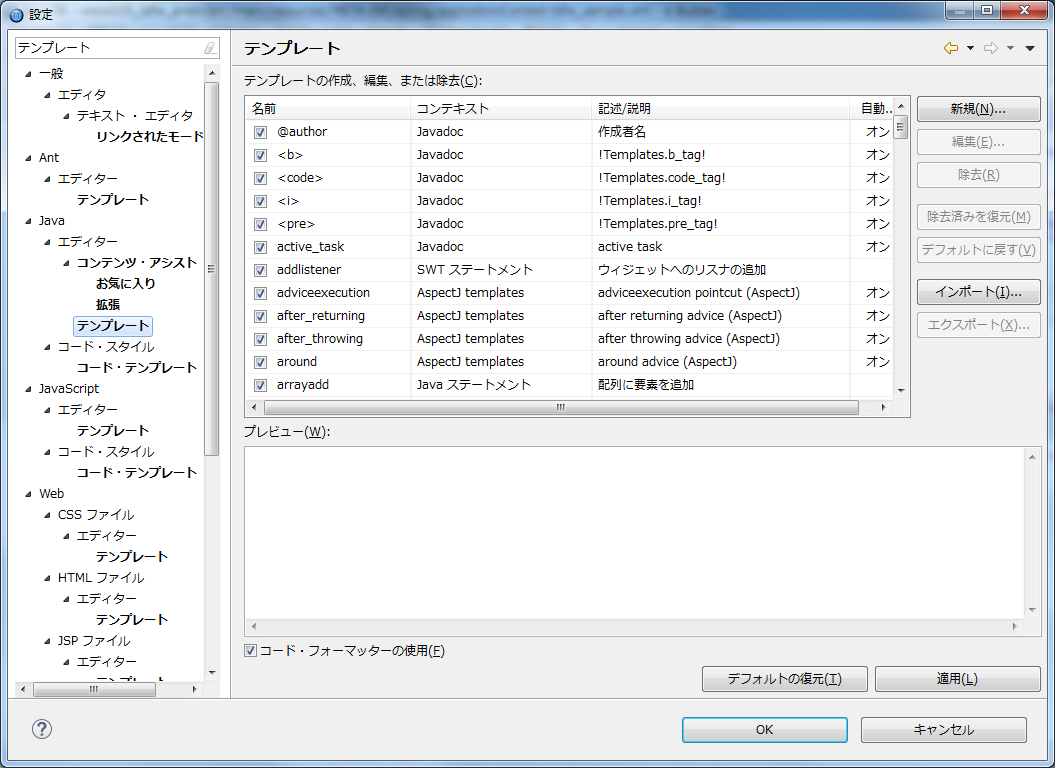 設定
テンプレート
一般
エディタ
テキスト ・ エディタ
リンクされたモード
Ant
エディター
テンプレート
Java
エディター
コンテンツ・アシスト
お気に入り
拡張
テンプレート
コード・スタイル
コード・テンプレート
JavaScript
エディター
テンプレート
コード・スタイル
コード・テンプレート
Web
CSS ファイル
エディター
テンプレート
HTML ファイル
エディター
テンプレート
JSP ファイル
エディター
テンプレート
テンプレートの作成、編集、または除去(C):
名前 コンテキスト 記述/説明 自動..
@author Javadoc 作成者名 オン
<b> Javadoc !Templates.b_tag! オン
<code> Javadoc !Templates.code_tag! オン
<i> Javadoc !Templates.i_tag! オン
<pre> Javadoc !Templates.pre_tag! オン
active_task Javadoc active task オン
addlistener SWT ステートメント ウィジェットへのリスナの追加
adviceexecution AspectJ templates adviceexecution pointcut (AspectJ) オン
after_returning AspectJ templates after returning advice (AspectJ) オン
after_throwing AspectJ templates after throwing advice (AspectJ) オン
around AspectJ templates around advice (AspectJ) オン
arrayadd Java ステートメント 配列に要素を追加
新規(N)...
編集(E)...
除去(R)
除去済みを復元(M)
デフォルトに戻す(V)
インポート(I)...
エクスポート(X)...
プレビュー(W):
コード・フォーマッターの使用(F)
デフォルトの復元(T)
適用(L)
OK
キャンセル